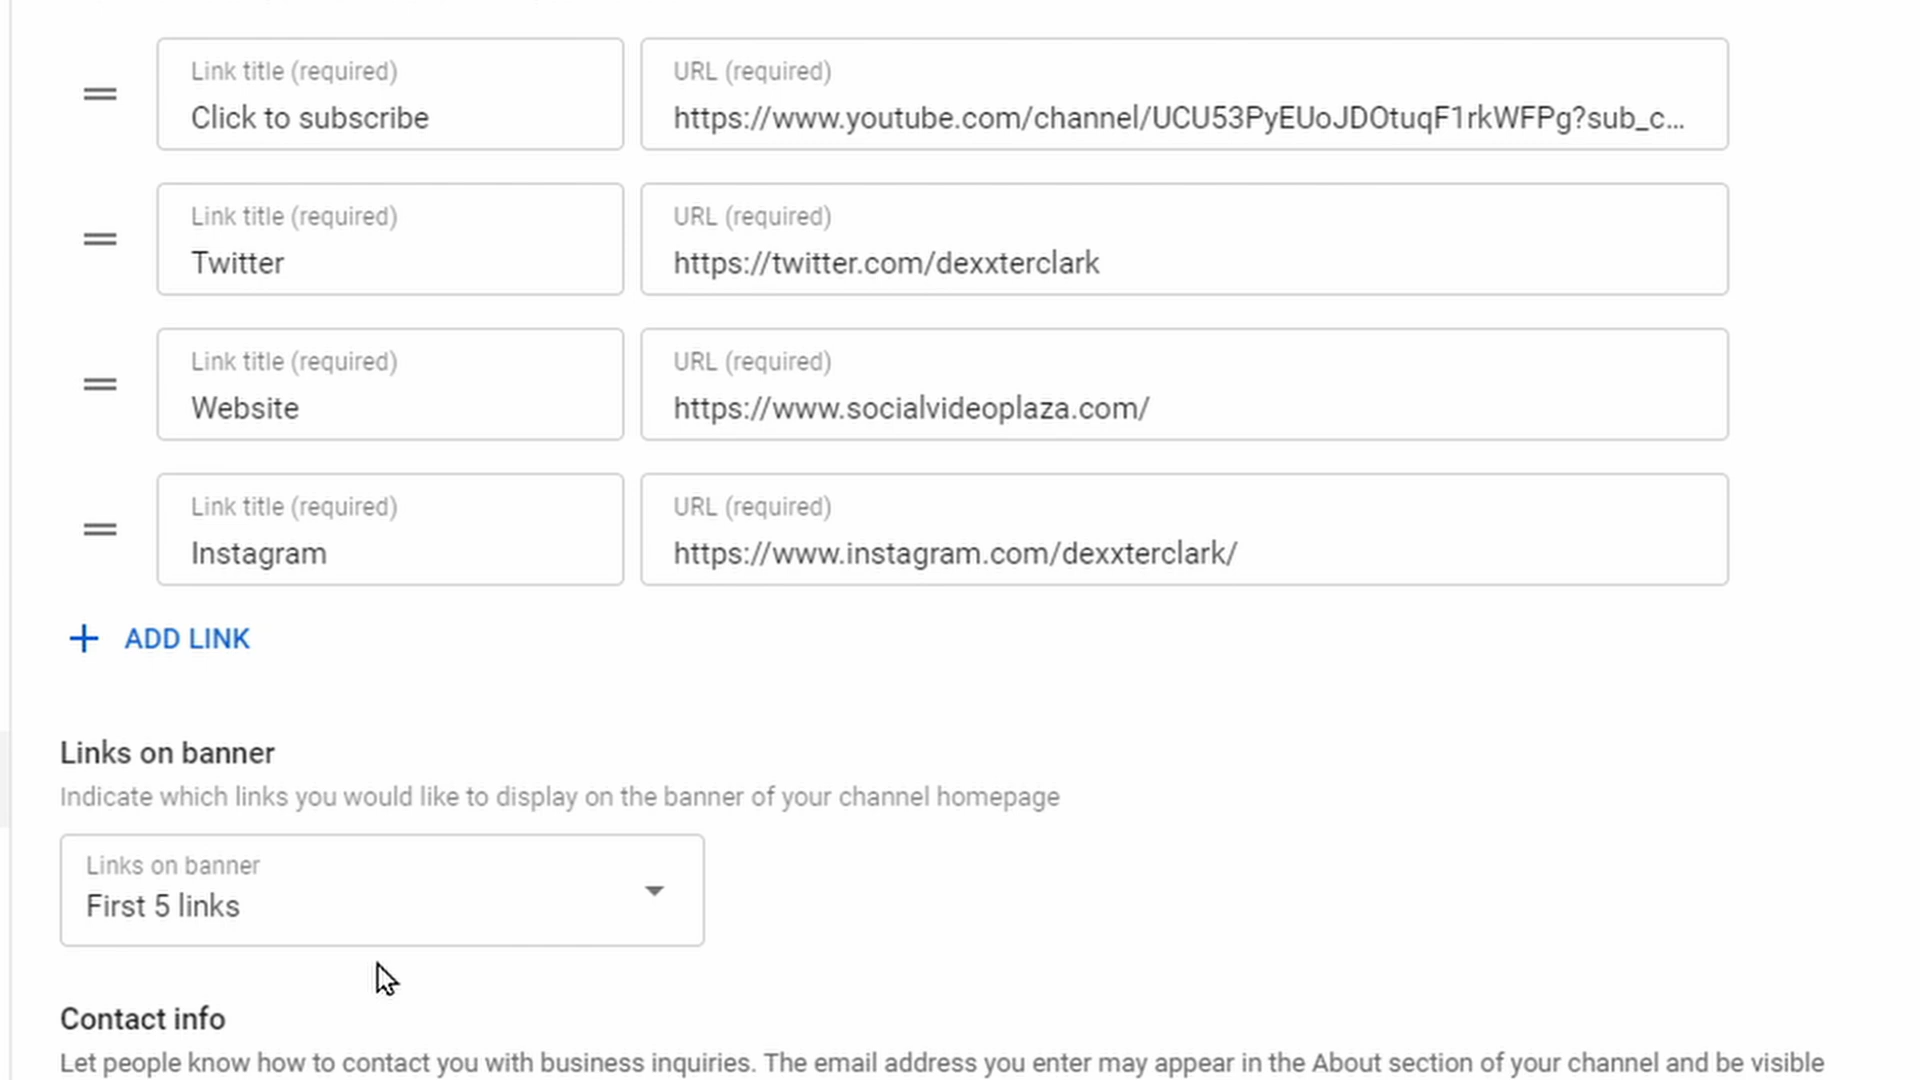 Link title (required)
Click to subscribe
URL (required)
https://www.youtube.com/channel/UCU53PyEUoJDOtuqF1rkWFPg?sub_c...
Link title (required)
Twitter
URL (required)
https://twitter.com/dexxterclark
Link title (required)
Website
URL (required)
https://www.socialvideoplaza.com/
Link title (required)
Instagram
URL (required)
https://www.instagram.com/dexxterclark/
ADD LINK
Links on banner
Indicate which links you would like to display on the banner of your channel homepage
Links on banner
First 5 links
Contact info
Let people know how to contact you with business inquiries. The email address you enter may appear in the About section of your channel and be visible